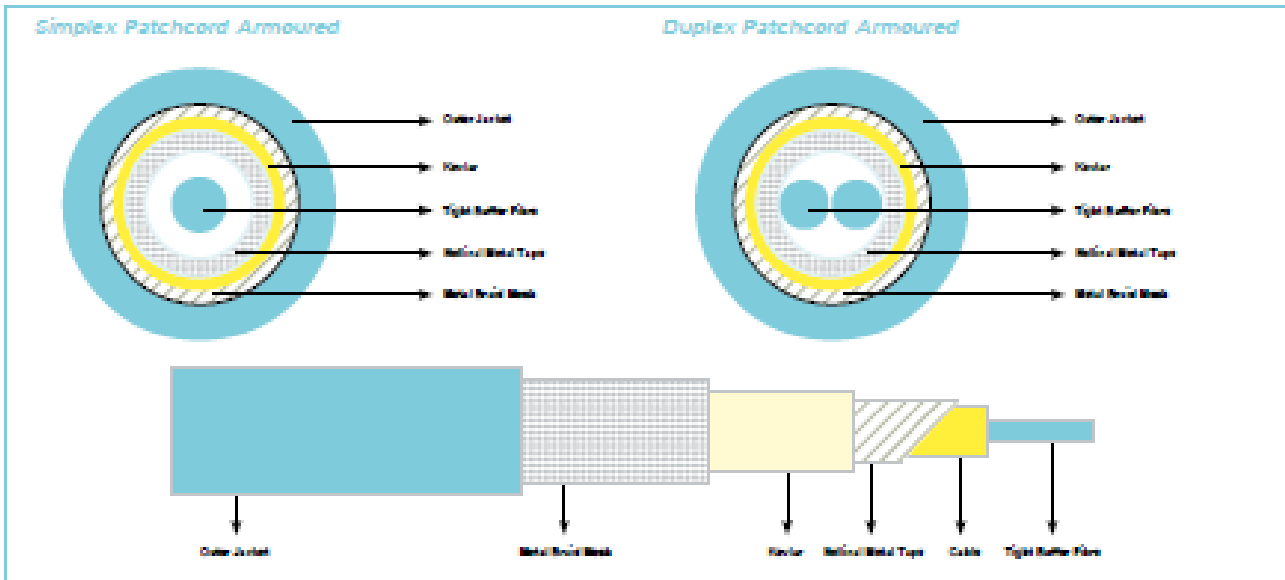 Simplex Patchcord Armoured
Duplex Patchcord Armoured
Outer Jacket
Kevlar
Tight Buffer Fibre
Helical Metal Tape
Metal Braid Mesh
Outer Jacket
Kevlar
Tight Buffer Fibre
Helical Metal Tape
Metal Braid Mesh
Outer Jacket
Metal Braid Mesh
Kevlar
Helical Metal Tape
Cable
Tight Buffer Fibre